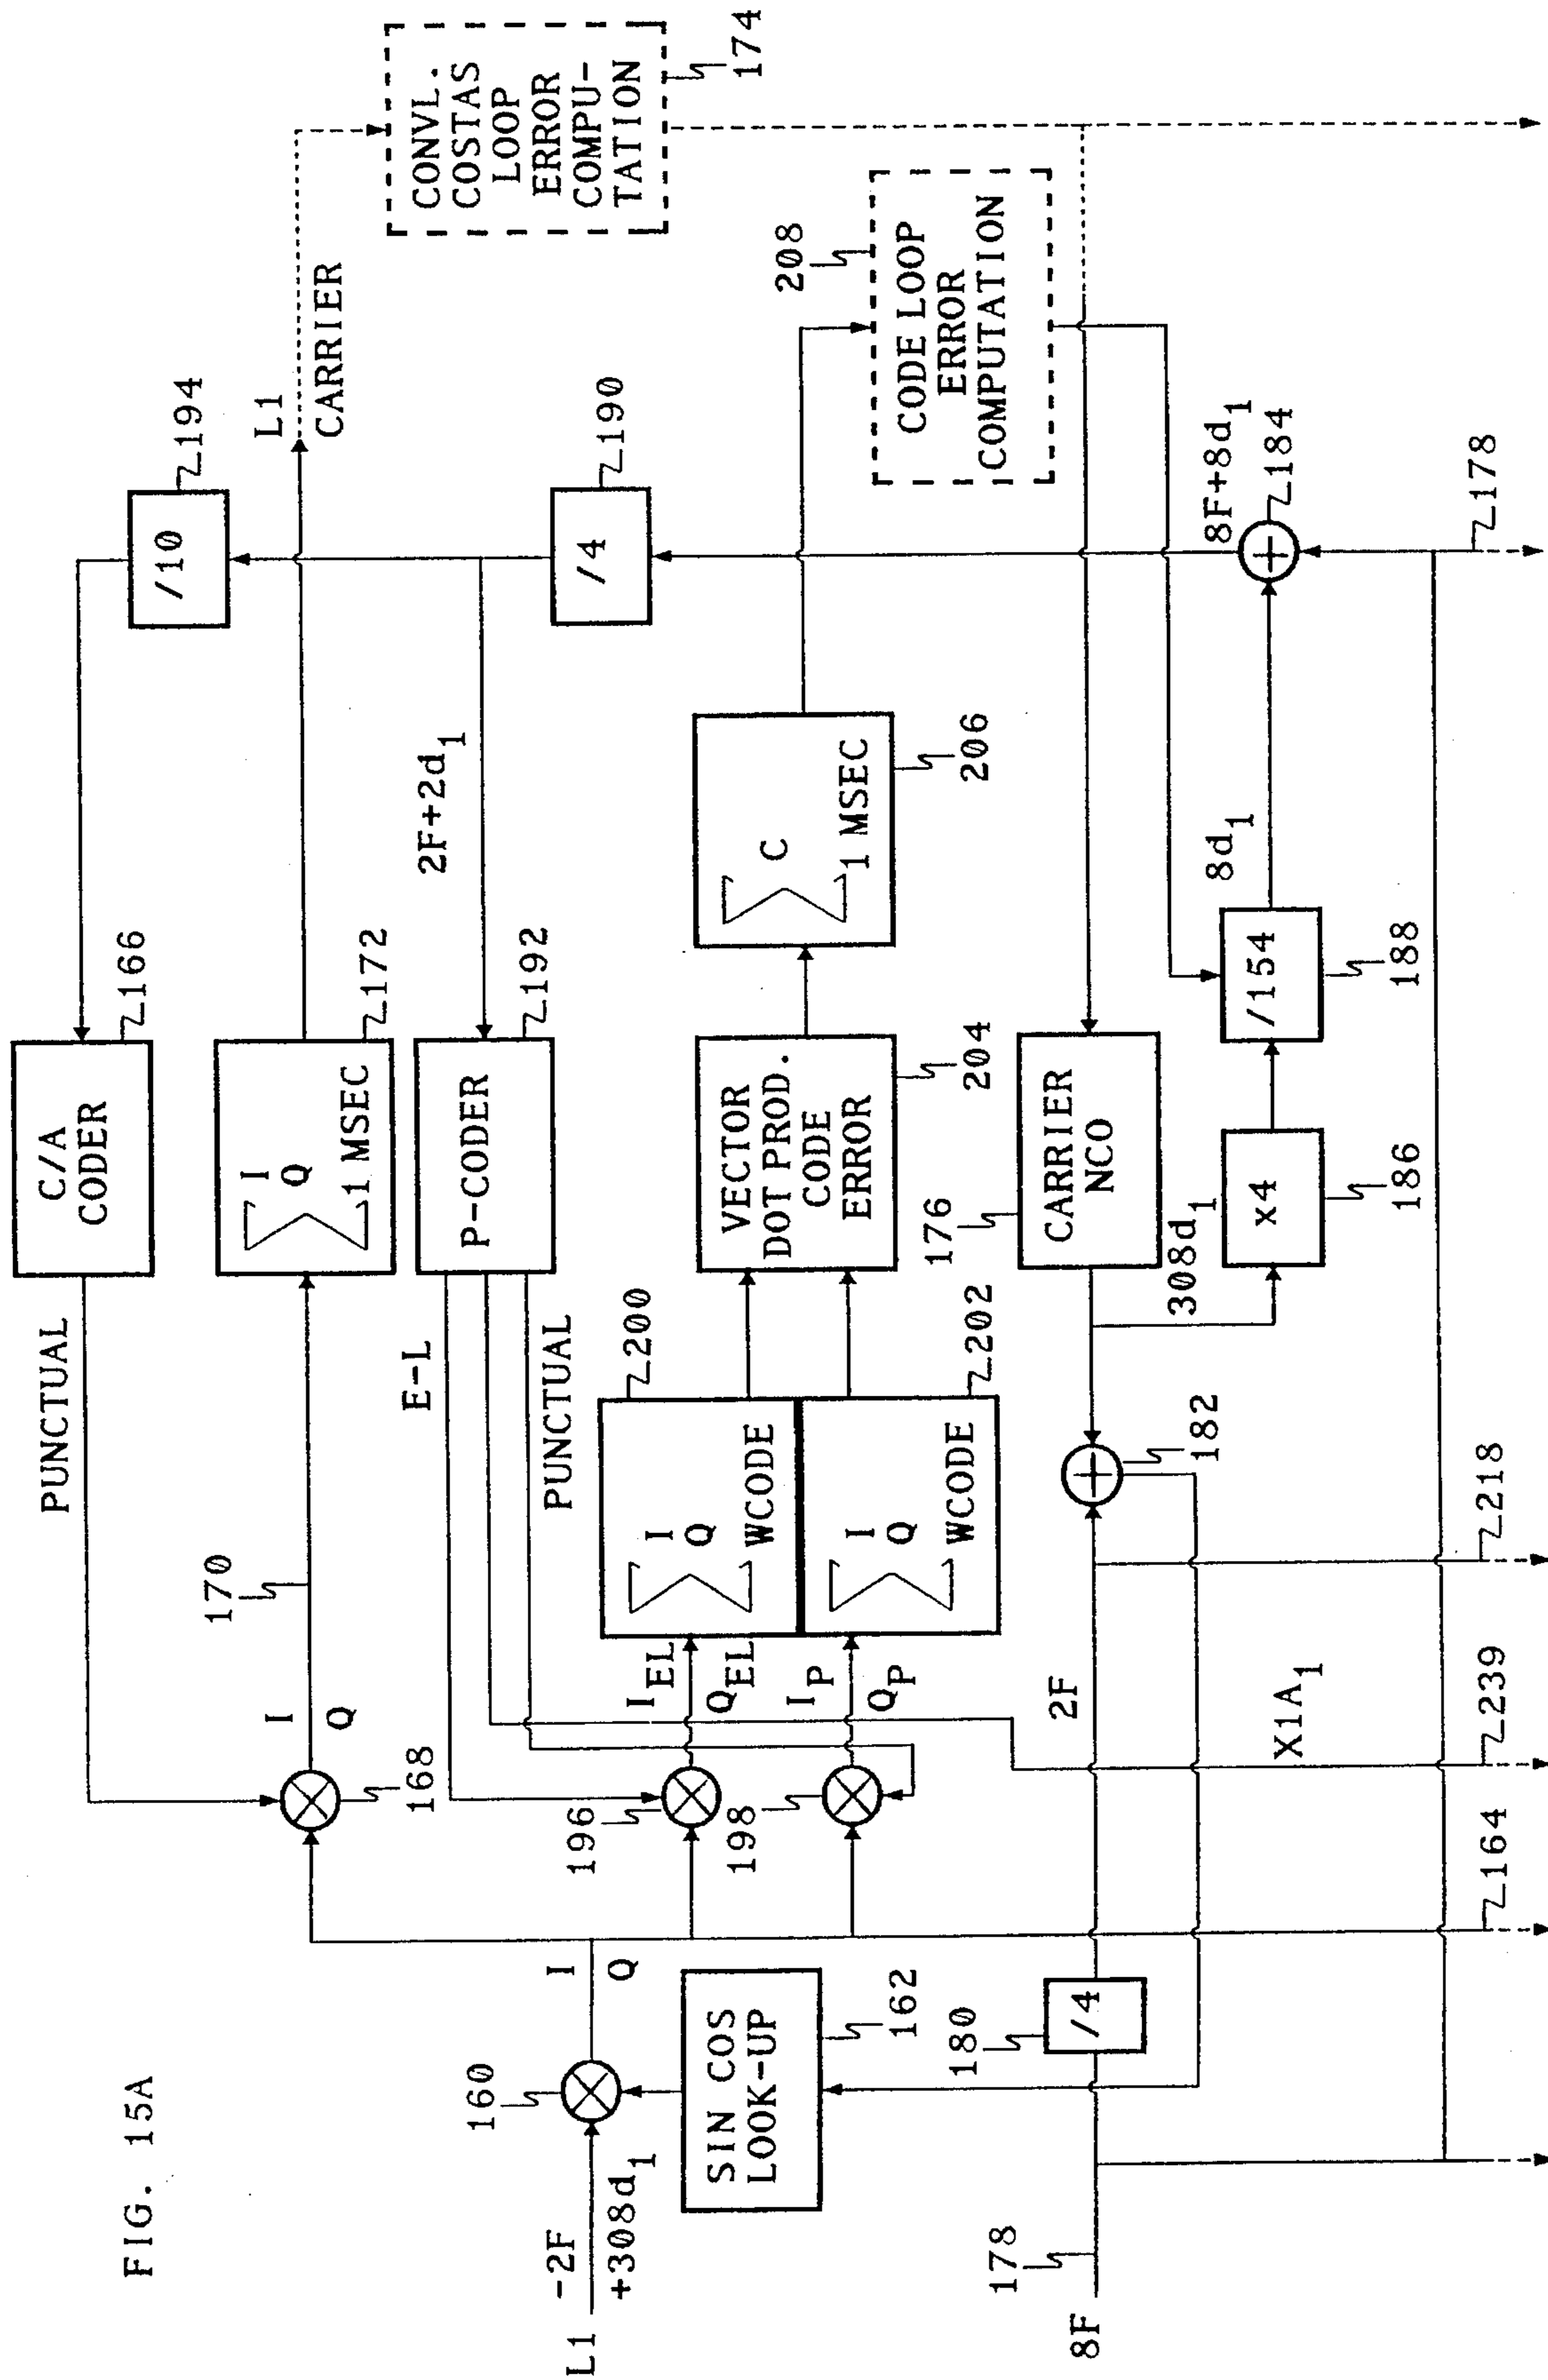 FIG. 15A
L1
-2F
+308d₁
160
I
Q
SIN COS
LOOK-UP
162
8F
178
180
/4
2F
164
168
I
Q
170
PUNCTUAL
C/A
CODER
166
Σ I
Q
1 MSEC
172
L1
CARRIER
/10
194
CONVL.
COSTAS
LOOP
ERROR
COMPU-
TATION
174
E-L
PUNCTUAL
P-CODER
192
2F+2d₁
/4
190
196
198
I_EL
Q_EL
I_P
Q_P
Σ I
Q
WCODE
200
Σ I
Q
WCODE
202
VECTOR
DOT PROD.
CODE
ERROR
204
Σ C
1 MSEC
206
208
CODE LOOP
ERROR
COMPUTATION
182
176
CARRIER
NCO
308d₁
x4
186
/154
188
8d₁
8F+8d₁
184
X1A₁
239
218
178